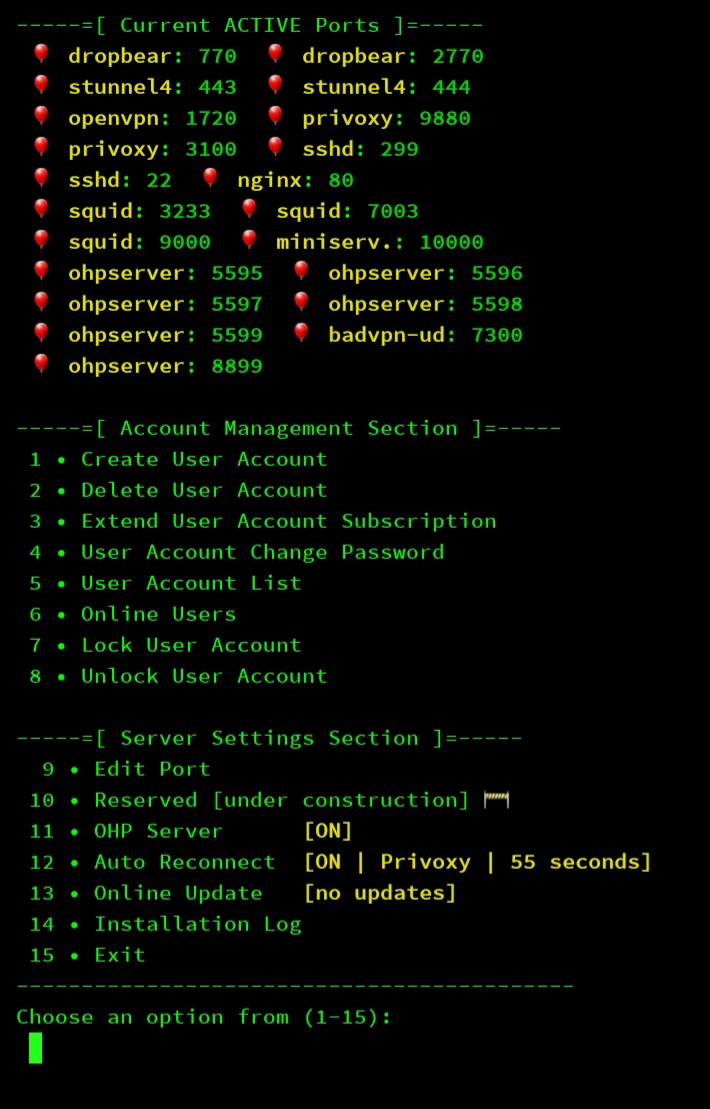 -----=[ Current ACTIVE Ports ]=-----
🎈 dropbear: 770 🎈 dropbear: 2770
🎈 stunnel4: 443 🎈 stunnel4: 444
🎈 openvpn: 1720 🎈 privoxy: 9880
🎈 privoxy: 3100 🎈 sshd: 299
🎈 sshd: 22 🎈 nginx: 80
🎈 squid: 3233 🎈 squid: 7003
🎈 squid: 9000 🎈 miniserv.: 10000
🎈 ohpserver: 5595 🎈 ohpserver: 5596
🎈 ohpserver: 5597 🎈 ohpserver: 5598
🎈 ohpserver: 5599 🎈 badvpn-ud: 7300
🎈 ohpserver: 8899
-----=[ Account Management Section ]=-----
1 • Create User Account
2 • Delete User Account
3 • Extend User Account Subscription
4 • User Account Change Password
5 • User Account List
6 • Online Users
7 • Lock User Account
8 • Unlock User Account
-----=[ Server Settings Section ]=-----
9 • Edit Port
10 • Reserved [under construction] 🚧
11 • OHP Server [ON]
12 • Auto Reconnect [ON | Privoxy | 55 seconds]
13 • Online Update [no updates]
14 • Installation Log
15 • Exit
-------------------------------------------
Choose an option from (1-15):